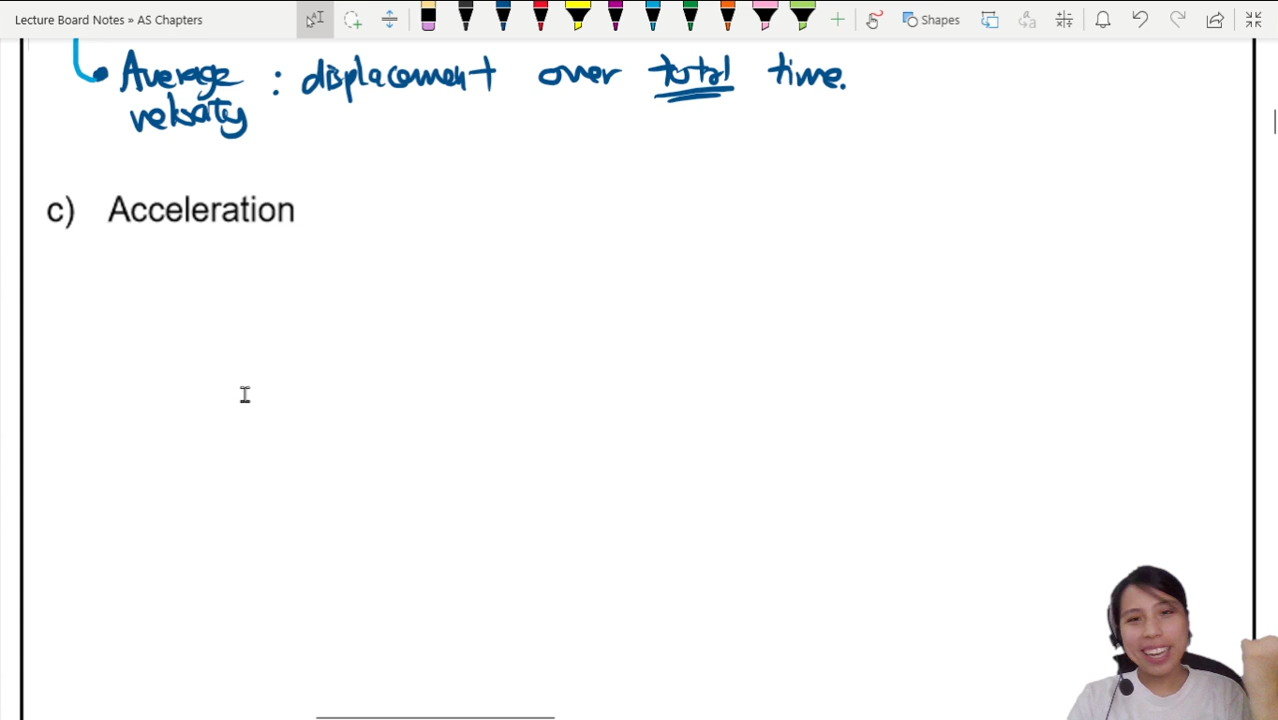 Lecture Board Notes » AS Chapters
Shapes
Average : displacement over total time.
velocity
c) Acceleration